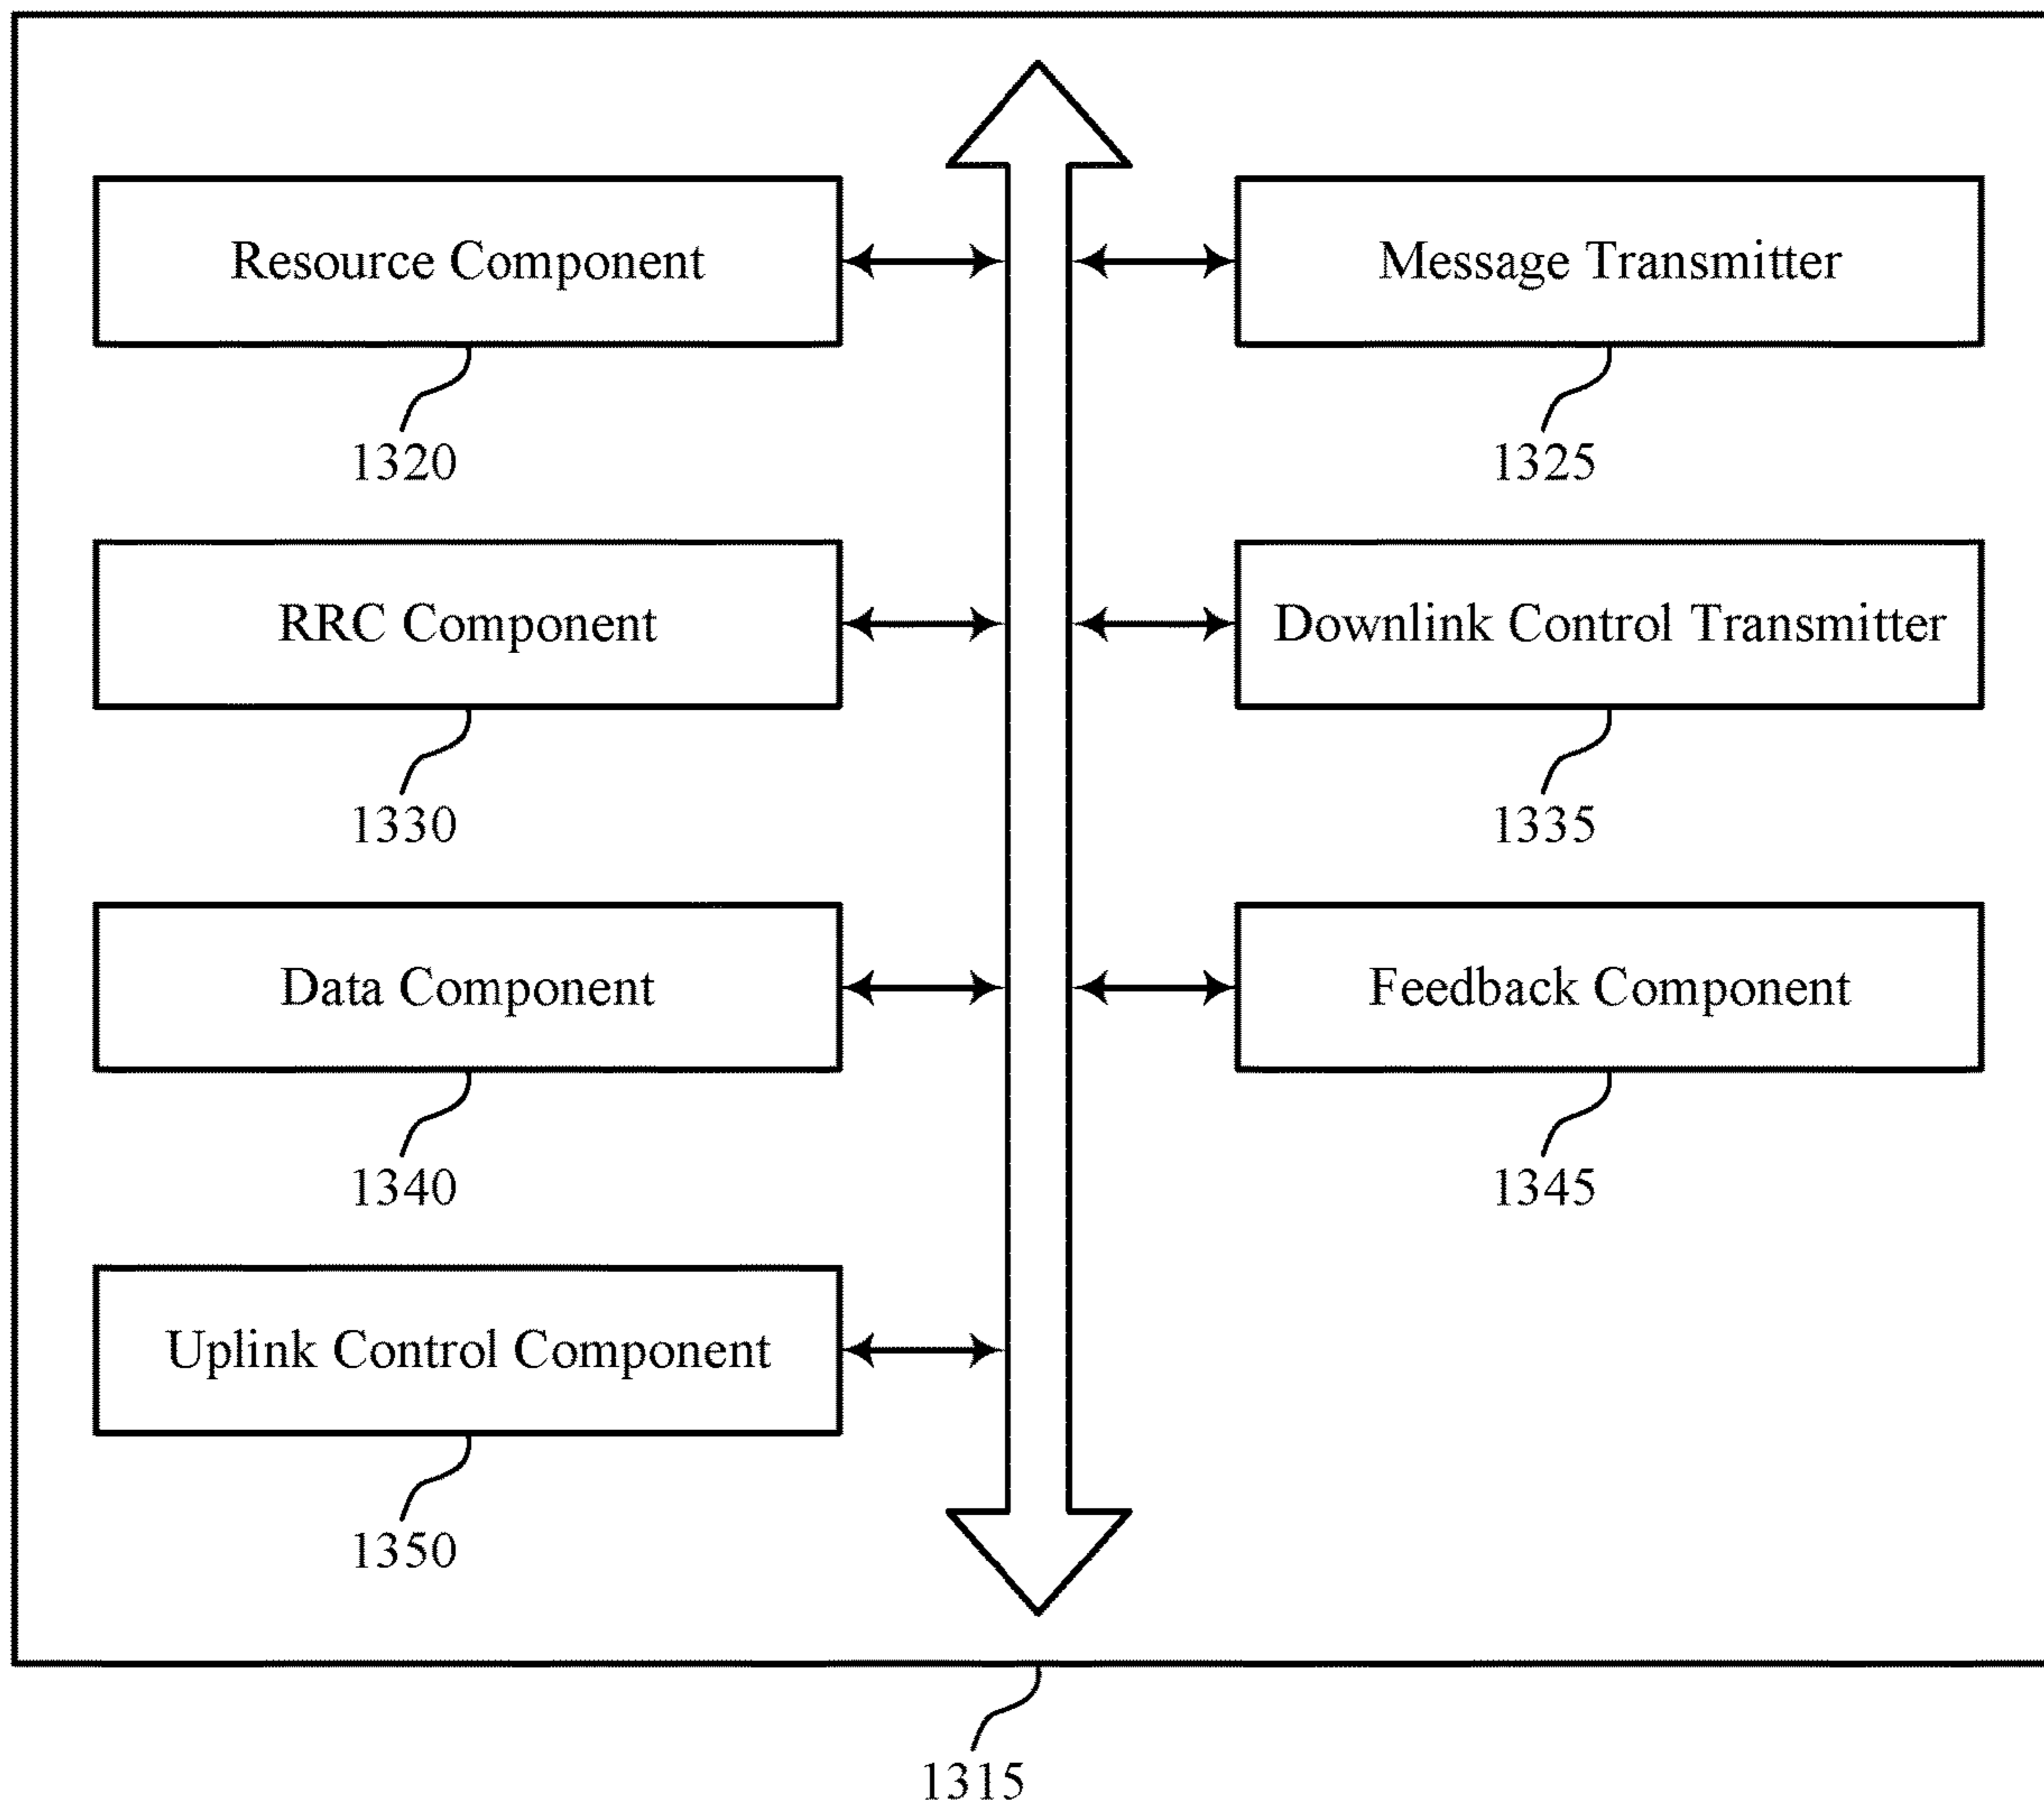 Resource Component
Message Transmitter
1320
1325
RRC Component
Downlink Control Transmitter
1330
1335
Data Component
Feedback Component
1340
1345
Uplink Control Component
1350
1315